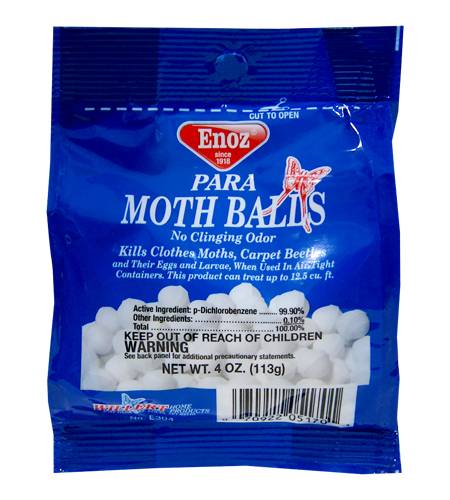 CUT TO OPEN
Enoz®
since
1918
PARA
MOTH BALLS
No Clinging Odor
Kills Clothes Moths, Carpet Beetles
and Their Eggs and Larvae, When Used In Air Tight
Containers. This product can treat up to 12.5 cu. ft.
Active Ingredient: p-Dichlorobenzene ........ 99.90%
Other Ingredients: ........ 0.10%
Total ........ 100.00%
KEEP OUT OF REACH OF CHILDREN
WARNING
See back panel for additional precautionary statements.
NET WT. 4 OZ. (113g)
WILLERT HOME
PRODUCTS
No. E304
70922 05170